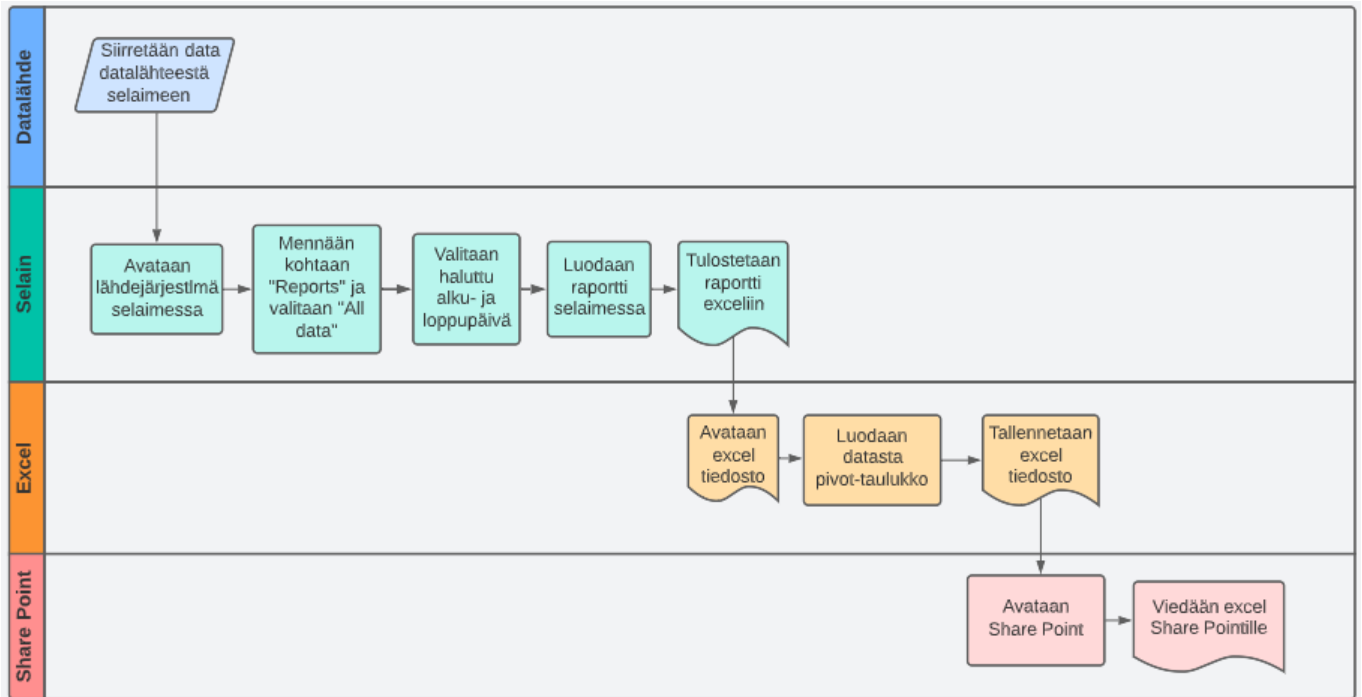 Datalähde
Siirretään data
datalähteestä
selaimeen
Selain
Avataan
lähdejärjestlmä
selaimessa
Mennään
kohtaan
"Reports" ja
valitaan "All
data"
Valitaan
haluttu
alku- ja
loppupäivä
Luodaan
raportti
selaimessa
Tulostetaan
raportti
exceliin
Excel
Avataan
excel
tiedosto
Luodaan
datasta
pivot-taulukko
Tallennetaan
excel
tiedosto
Share Point
Avataan
Share Point
Viedään excel
Share Pointille